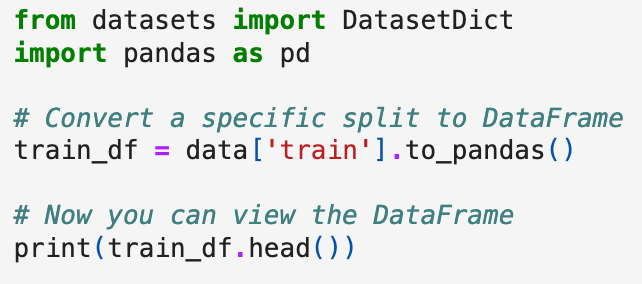 from datasets import DatasetDict
import pandas as pd
# Convert a specific split to DataFrame
train_df = data['train'].to_pandas()
# Now you can view the DataFrame
print(train_df.head())